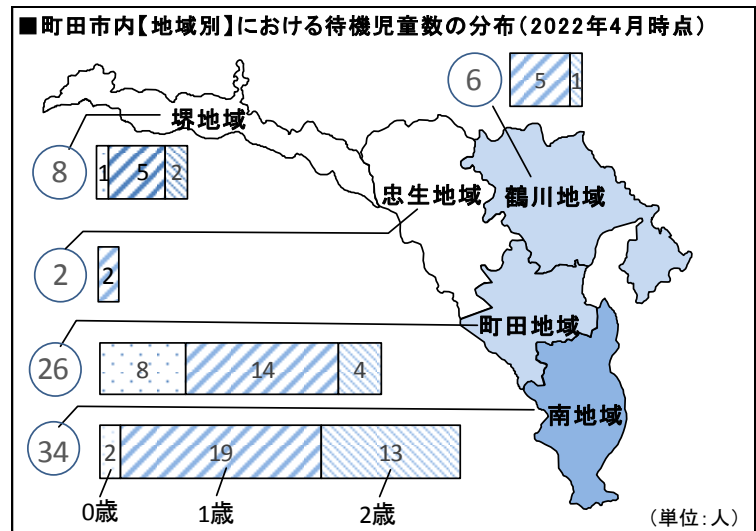 ■町田市内【地域別】における待機児童数の分布(2022年4月時点)
6
5
1
堺地域
8
1
5
2
忠生地域
鶴川地域
2
2
町田地域
26
8
14
4
南地域
34
2
19
13
0歳
1歳
2歳
(単位:人)